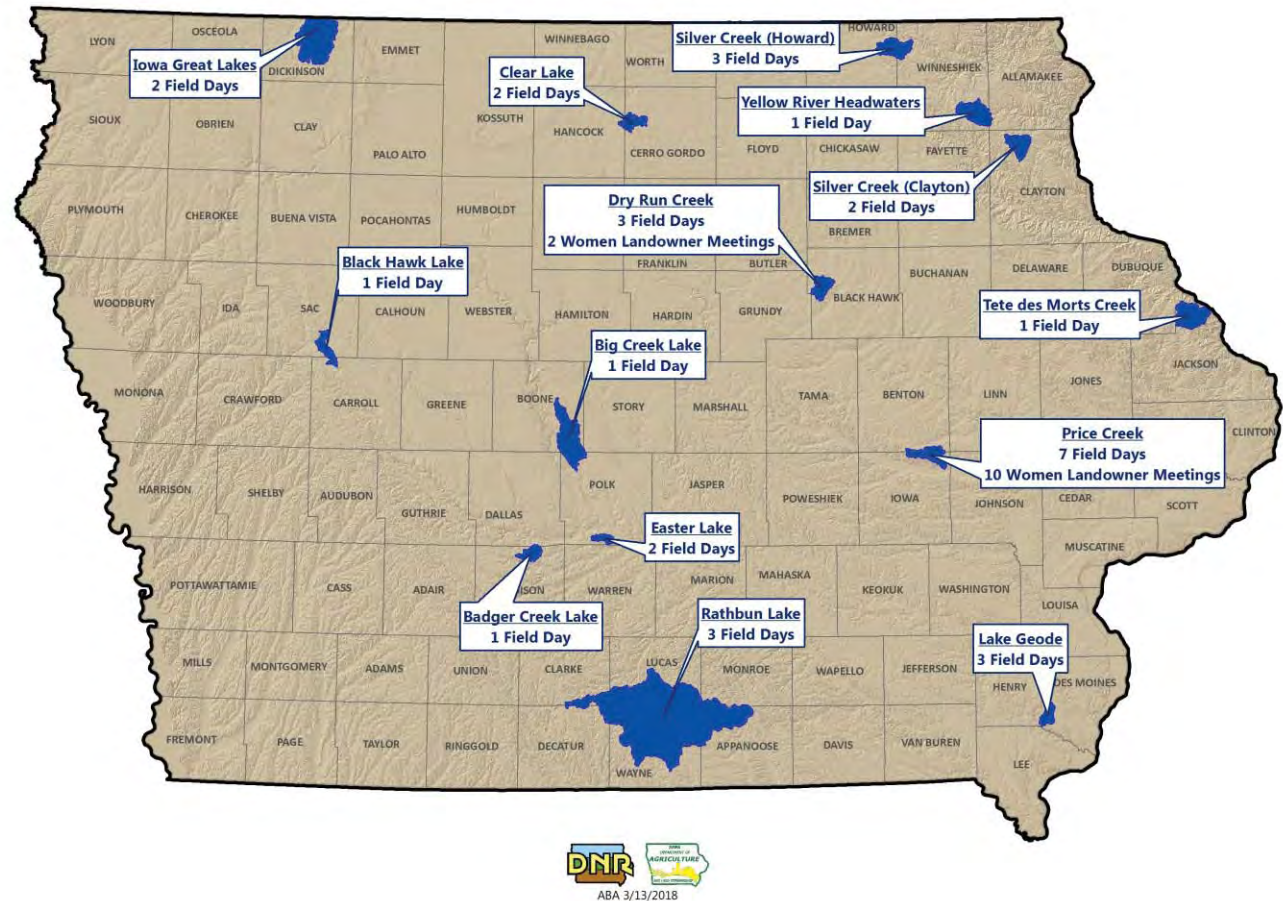 LYON
OSCEOLA
EMMET
WINNEBAGO
WORTH
HOWARD
Silver Creek (Howard)
3 Field Days
WINNESHIEK
ALLAMAKEE
Iowa Great Lakes
2 Field Days
DICKINSON
Clear Lake
2 Field Days
Yellow River Headwaters
1 Field Day
SIOUX
OBRIEN
CLAY
PALO ALTO
KOSSUTH
HANCOCK
CERRO GORDO
FLOYD
CHICKASAW
FAYETTE
CLAYTON
Silver Creek (Clayton)
2 Field Days
Dry Run Creek
3 Field Days
2 Women Landowner Meetings
PLYMOUTH
CHEROKEE
BUENA VISTA
POCAHONTAS
HUMBOLDT
BREMER
Black Hawk Lake
1 Field Day
FRANKLIN
BUTLER
BLACK HAWK
BUCHANAN
DELAWARE
DUBUQUE
WOODBURY
IDA
SAC
CALHOUN
WEBSTER
HAMILTON
HARDIN
GRUNDY
Tete des Morts Creek
1 Field Day
JACKSON
Big Creek Lake
1 Field Day
MONONA
CRAWFORD
CARROLL
GREENE
BOONE
STORY
MARSHALL
TAMA
BENTON
LINN
JONES
CLINTON
Price Creek
7 Field Days
10 Women Landowner Meetings
HARRISON
SHELBY
AUDUBON
GUTHRIE
DALLAS
POLK
JASPER
POWESHIEK
IOWA
JOHNSON
CEDAR
SCOTT
MUSCATINE
Easter Lake
2 Field Days
POTTAWATTAMIE
CASS
ADAIR
ISON
WARREN
MARION
MAHASKA
KEOKUK
WASHINGTON
LOUISA
Badger Creek Lake
1 Field Day
Rathbun Lake
3 Field Days
Lake Geode
3 Field Days
MILLS
MONTGOMERY
ADAMS
UNION
CLARKE
LUCAS
MONROE
WAPELLO
JEFFERSON
HENRY
DES MOINES
FREMONT
PAGE
TAYLOR
RINGGOLD
DECATUR
WAYNE
APPANOOSE
DAVIS
VAN BUREN
LEE
DNR
IOWA
DEPARTMENT OF
AGRICULTURE
ABA 3/13/2018